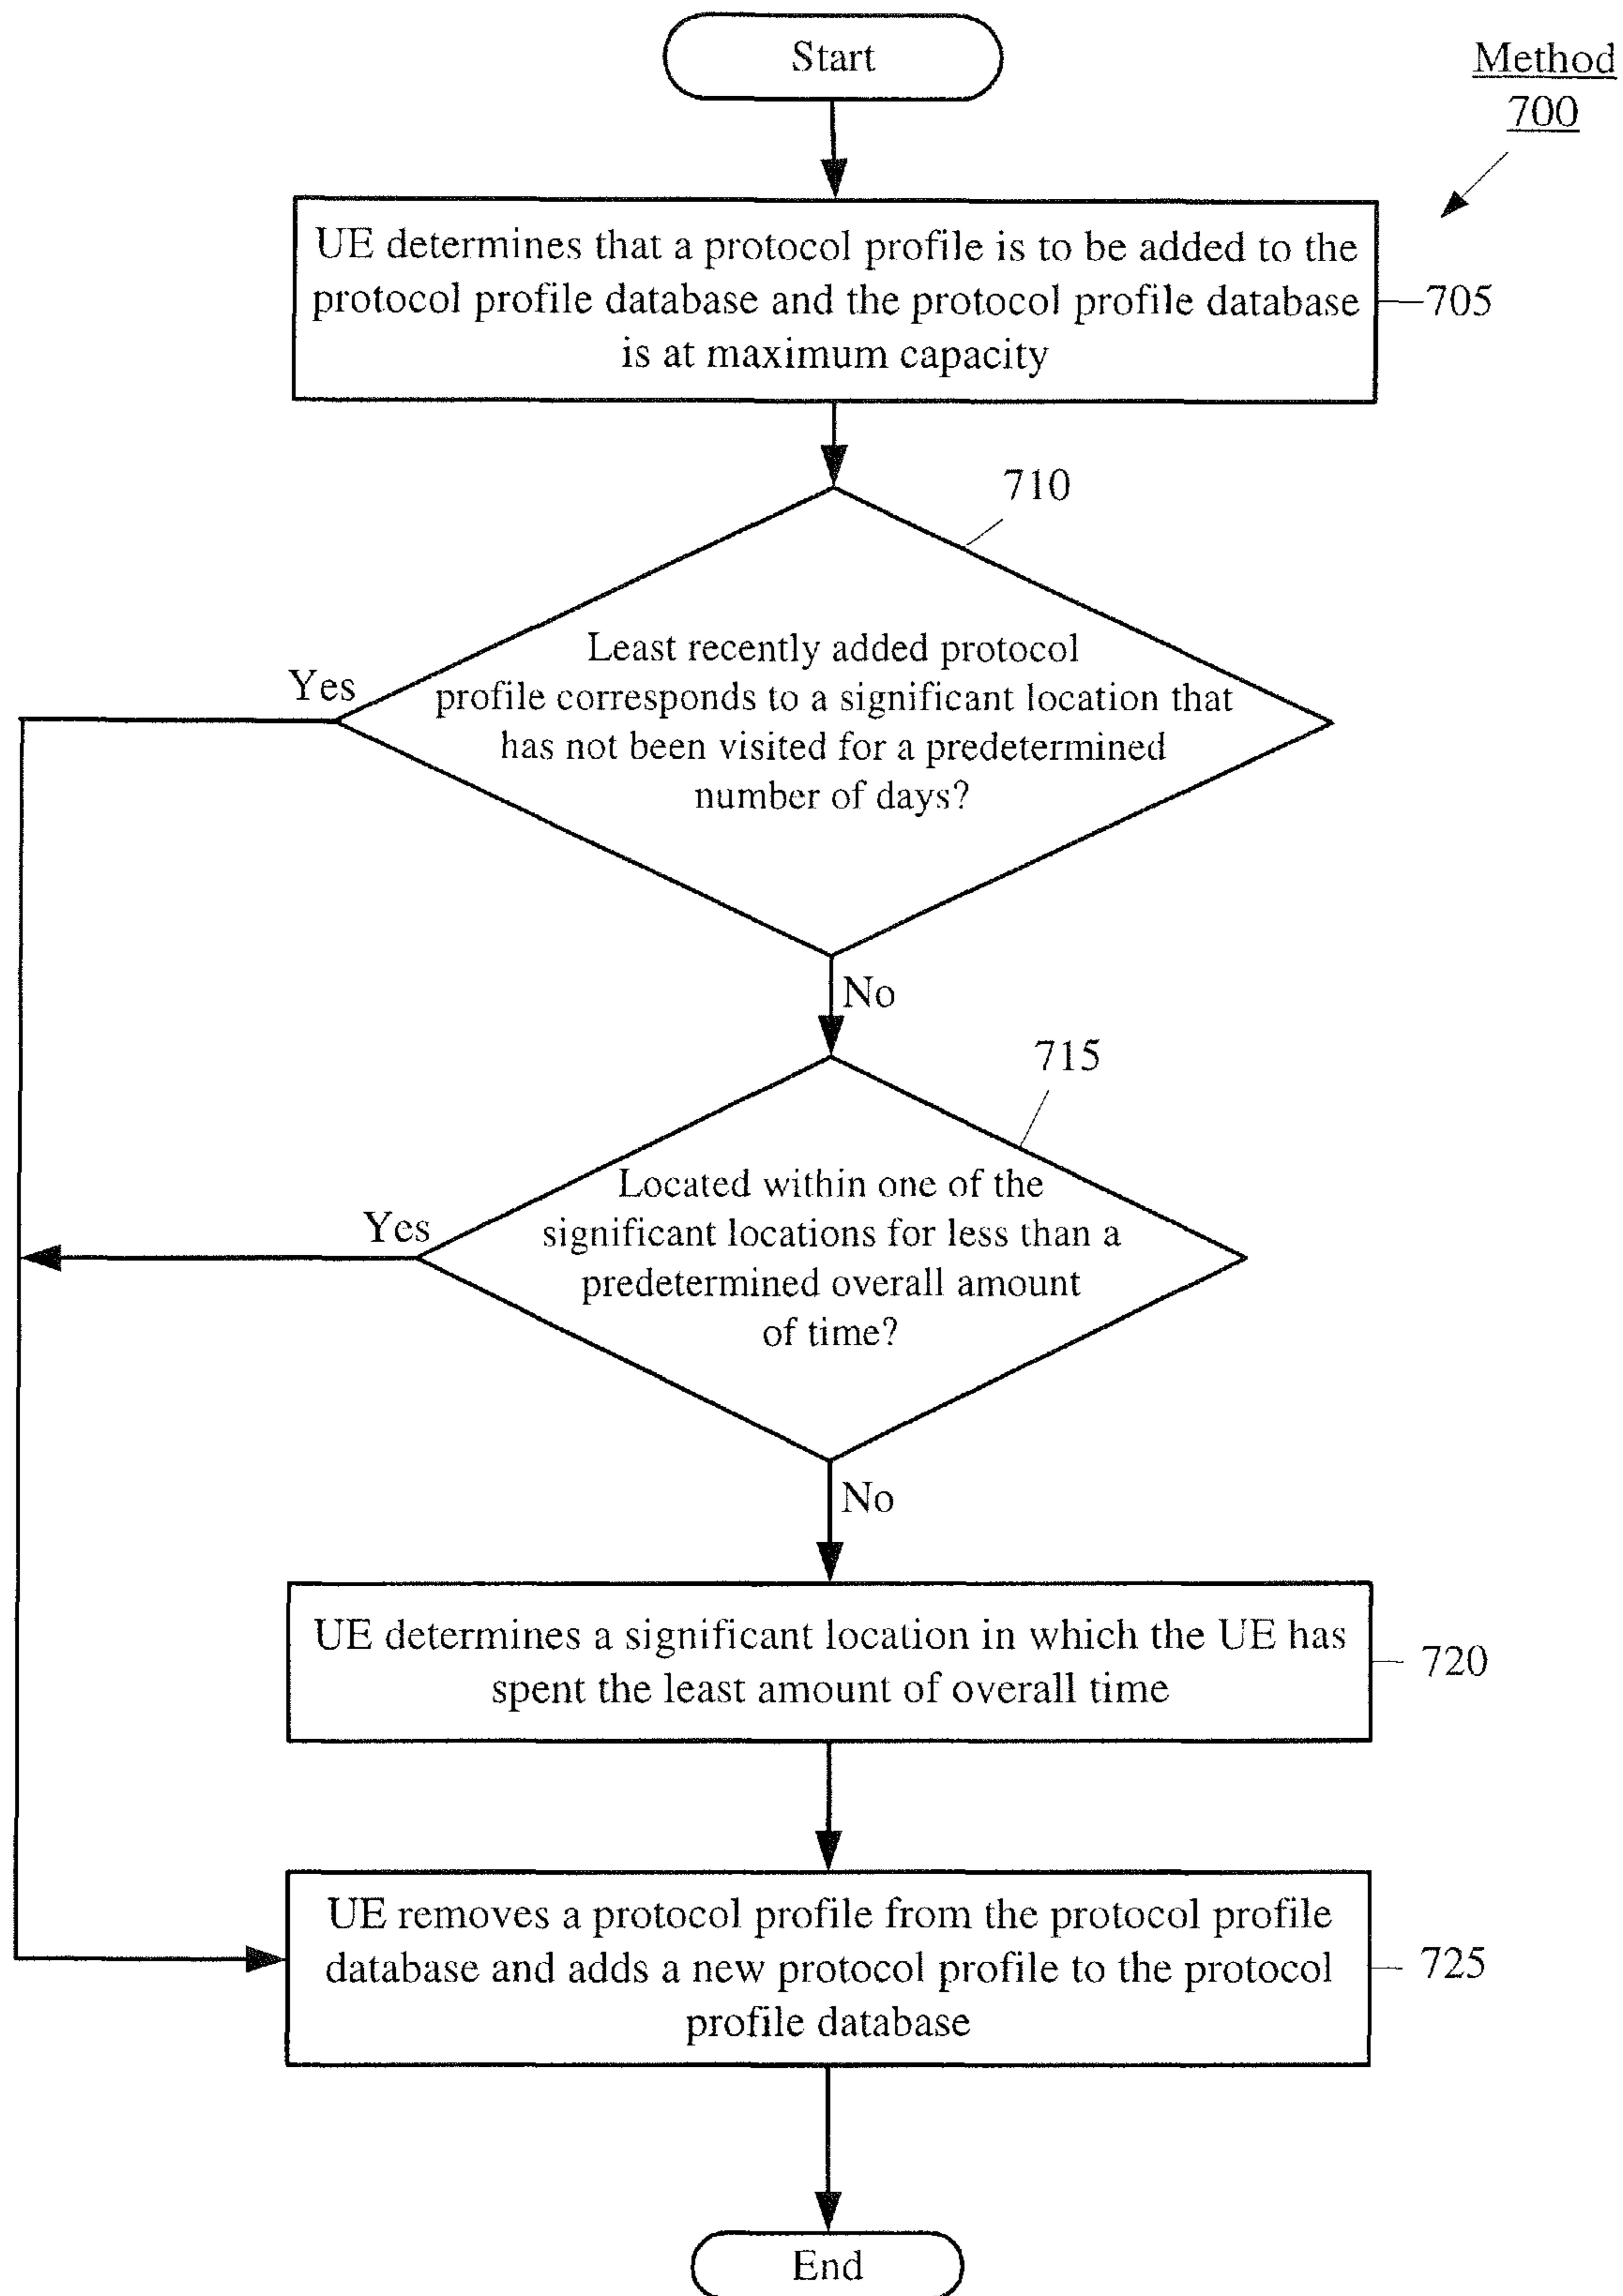 Start
Method
700
UE determines that a protocol profile is to be added to the
protocol profile database and the protocol profile database
is at maximum capacity
705
710
Least recently added protocol
profile corresponds to a significant location that
has not been visited for a predetermined
number of days?
Yes
No
715
Located within one of the
significant locations for less than a
predetermined overall amount
of time?
Yes
No
UE determines a significant location in which the UE has
spent the least amount of overall time
720
UE removes a protocol profile from the protocol profile
database and adds a new protocol profile to the protocol
profile database
725
End